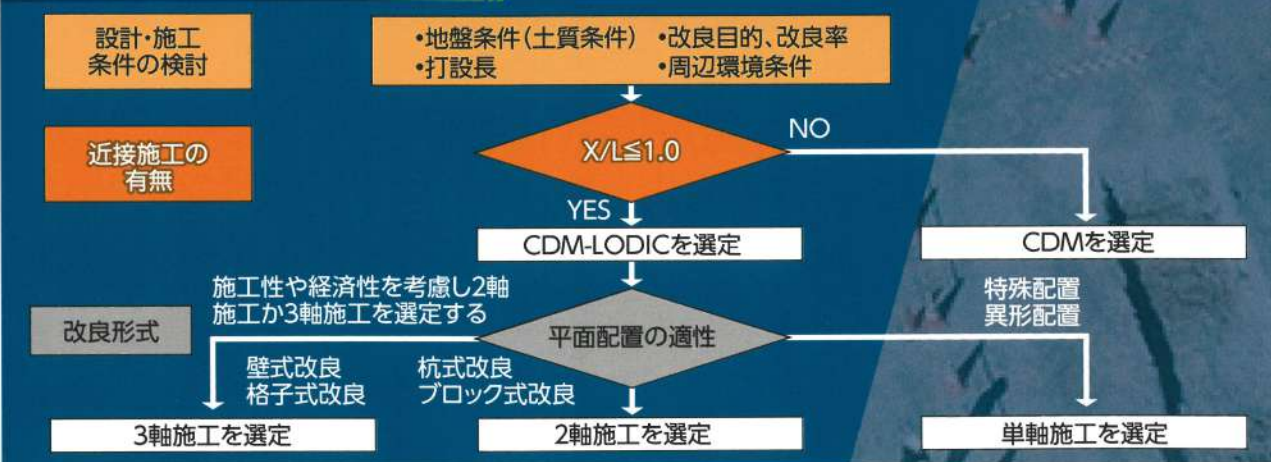 設計・施工
条件の検討
・地盤条件(土質条件) ・改良目的、改良率
・打設長 ・周辺環境条件
近接施工の
有無
X/L≦1.0
NO
YES
CDM-LODICを選定
CDMを選定
改良形式
施工性や経済性を考慮し2軸
施工か3軸施工を選定する
平面配置の適性
特殊配置
異形配置
壁式改良
格子式改良
杭式改良
ブロック式改良
3軸施工を選定
2軸施工を選定
単軸施工を選定